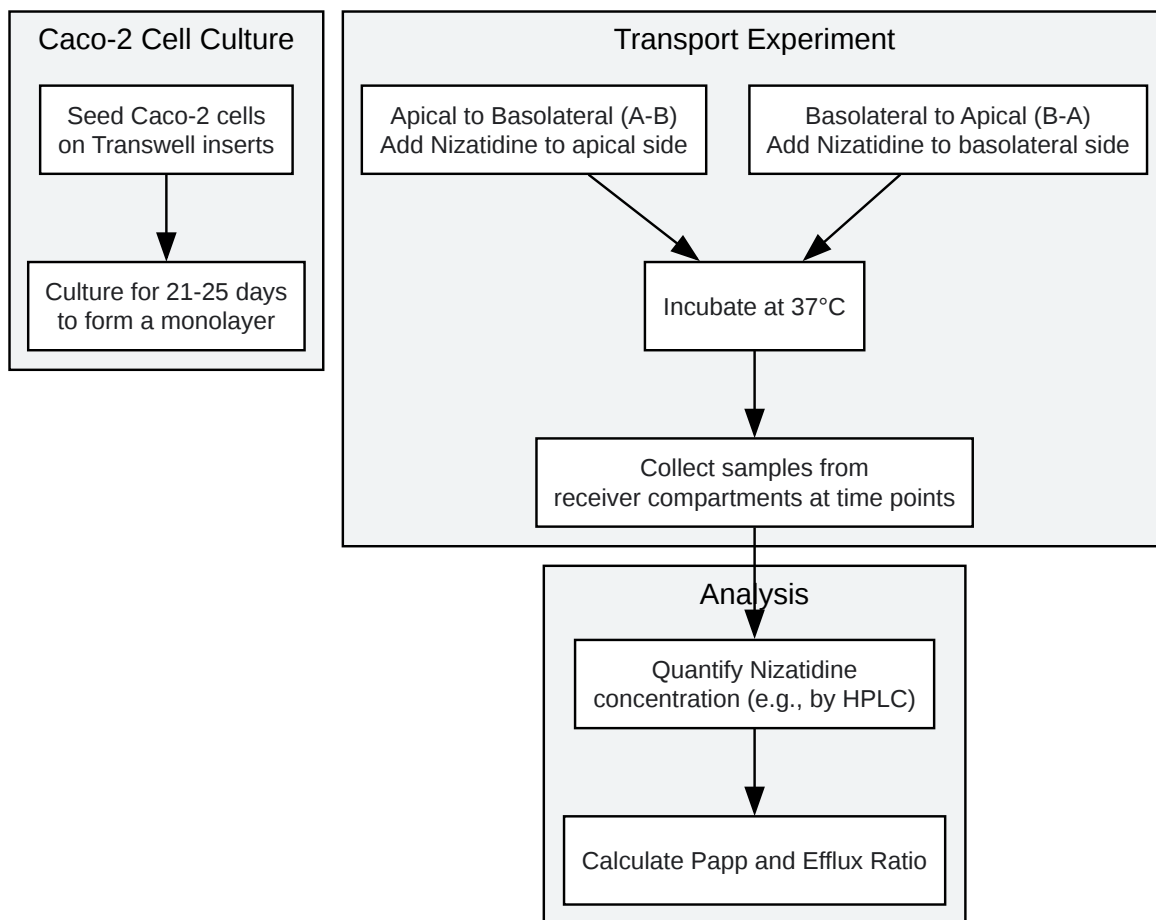 Caco-2 Cell Culture
Seed Caco-2 cells
on Transwell inserts
Culture for 21-25 days
to form a monolayer
Transport Experiment
Apical to Basolateral (A-B)
Add Nizatidine to apical side
Basolateral to Apical (B-A)
Add Nizatidine to basolateral side
Incubate at 37°C
Collect samples from
receiver compartments at time points
Analysis
Quantify Nizatidine
concentration (e.g., by HPLC)
Calculate Papp and Efflux Ratio